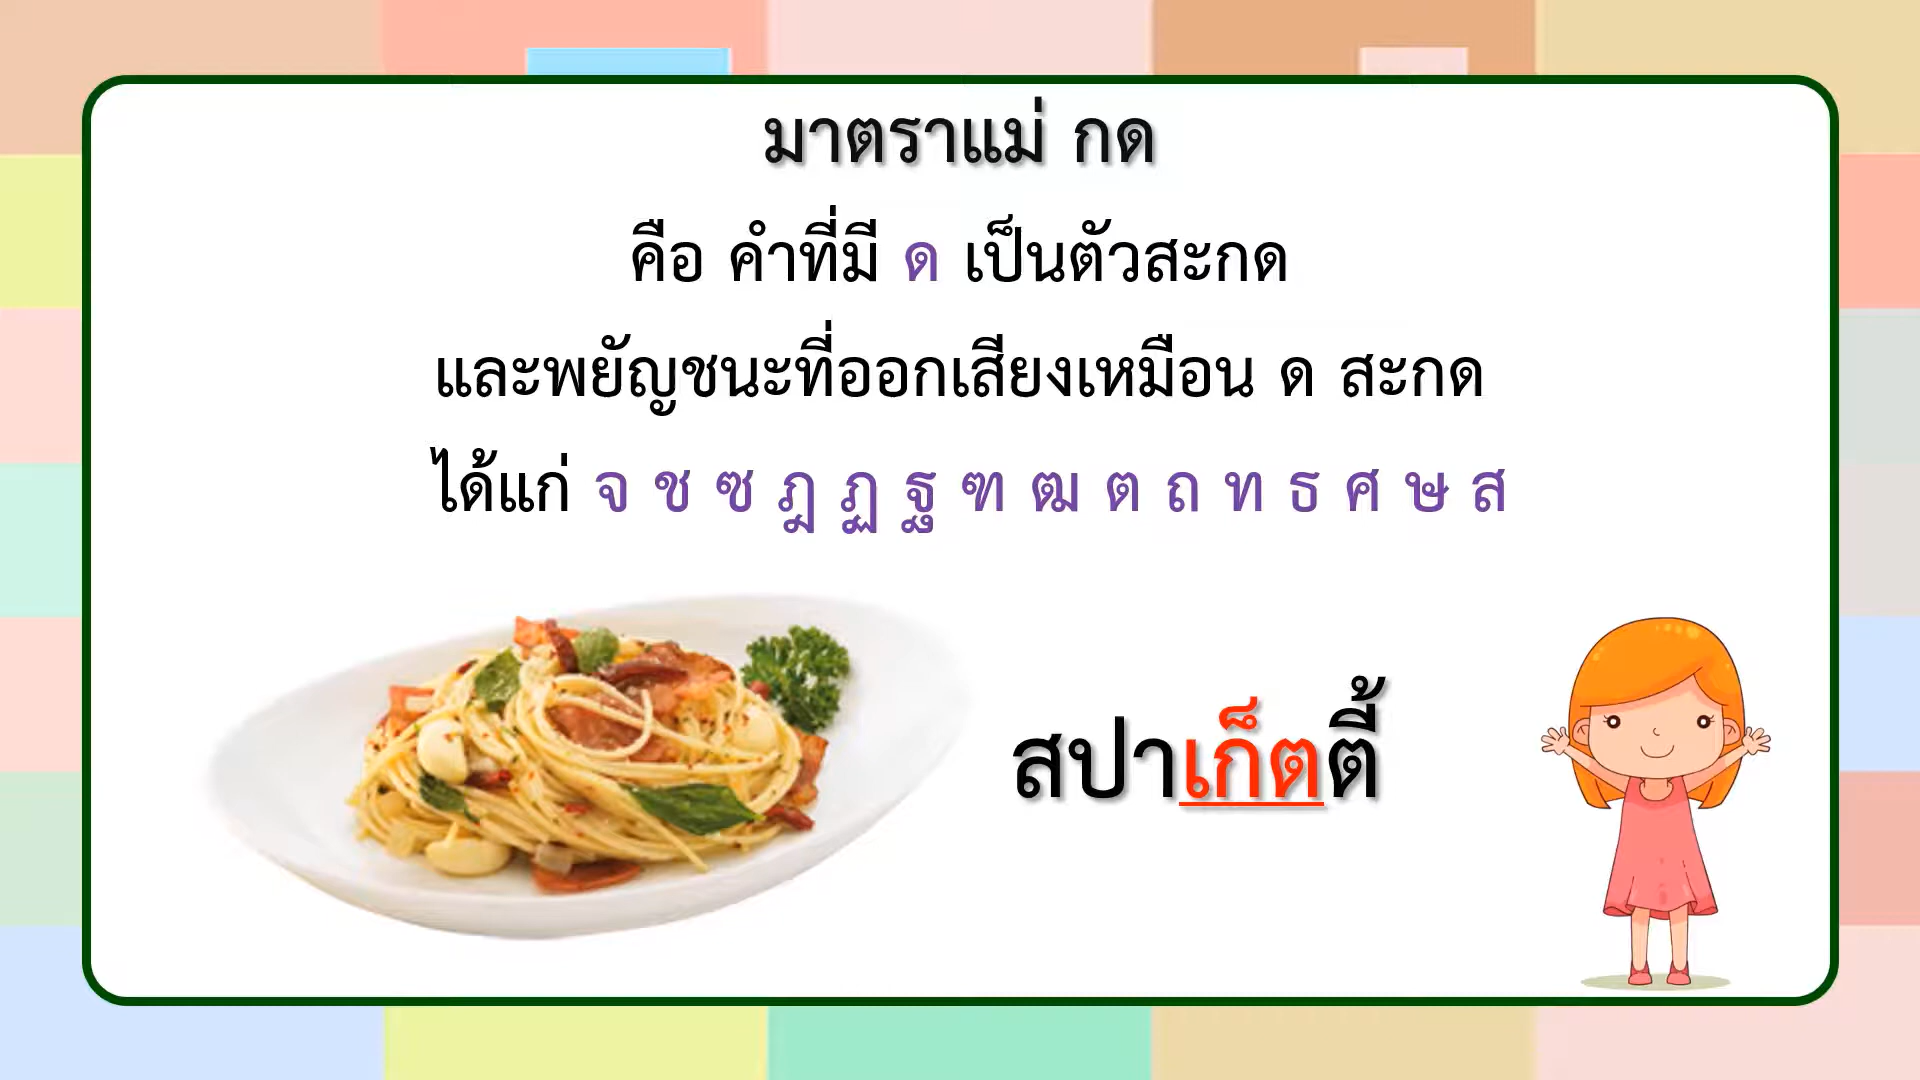 มาตราแม่ กด
คือ คำที่มี ด เป็นตัวสะกด
และพยัญชนะที่ออกเสียงเหมือน ด สะกด
ได้แก่ จ ช ซ ฎ ฏ ฐ ฑ ฒ ต ถ ท ธ ศ ษ ส
สปาเก็ตตี้